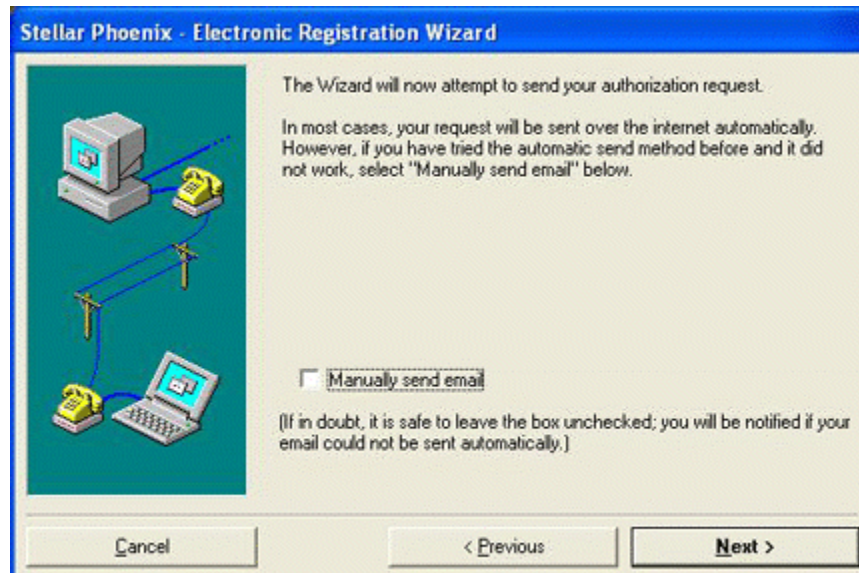 Stellar Phoenix - Electronic Registration Wizard
The Wizard will now attempt to send your authorization request.
In most cases, your request will be sent over the internet automatically.
However, if you have tried the automatic send method before and it did
not work, select "Manually send email" below.
Manually send email
(If in doubt, it is safe to leave the box unchecked; you will be notified if your
email could not be sent automatically.)
Cancel
< Previous
Next >